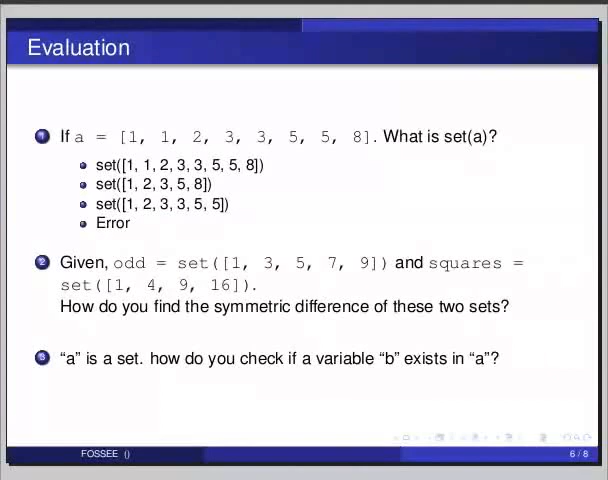 Evaluation
1 If a = [1, 1, 2, 3, 3, 5, 5, 8]. What is set(a)?
set([1, 1, 2, 3, 3, 5, 5, 8])
set([1, 2, 3, 5, 8])
set([1, 2, 3, 3, 5, 5])
Error
2 Given, odd = set([1, 3, 5, 7, 9]) and squares =
set([1, 4, 9, 16]).
How do you find the symmetric difference of these two sets?
3 “a” is a set. how do you check if a variable “b” exists in “a”?
FOSSEE ()
6 / 8